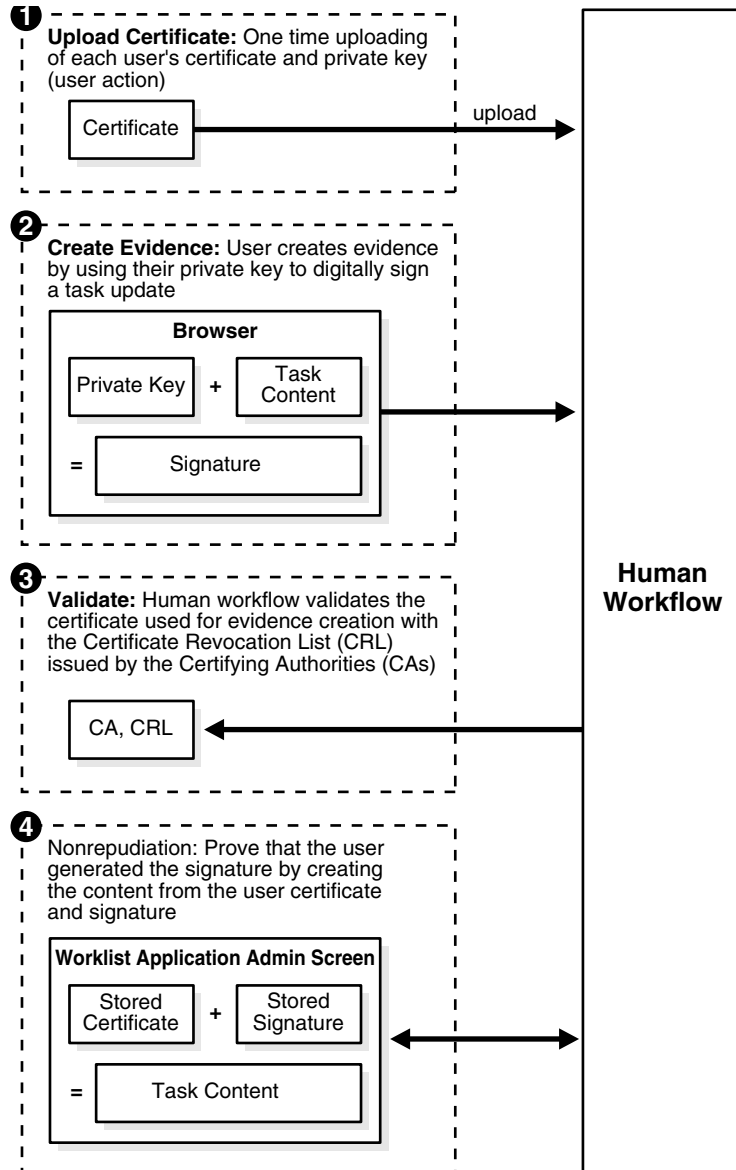 1
Upload Certificate: One time uploading
of each user's certificate and private key
(user action)
Certificate
upload
2
Create Evidence: User creates evidence
by using their private key to digitally sign
a task update
Browser
Private Key + Task
Content
= Signature
3
Validate: Human workflow validates the
certificate used for evidence creation with
the Certificate Revocation List (CRL)
issued by the Certifying Authorities (CAs)
CA, CRL
Human
Workflow
4
Nonrepudiation: Prove that the user
generated the signature by creating
the content from the user certificate
and signature
Worklist Application Admin Screen
Stored
Certificate
+
Stored
Signature
= Task Content